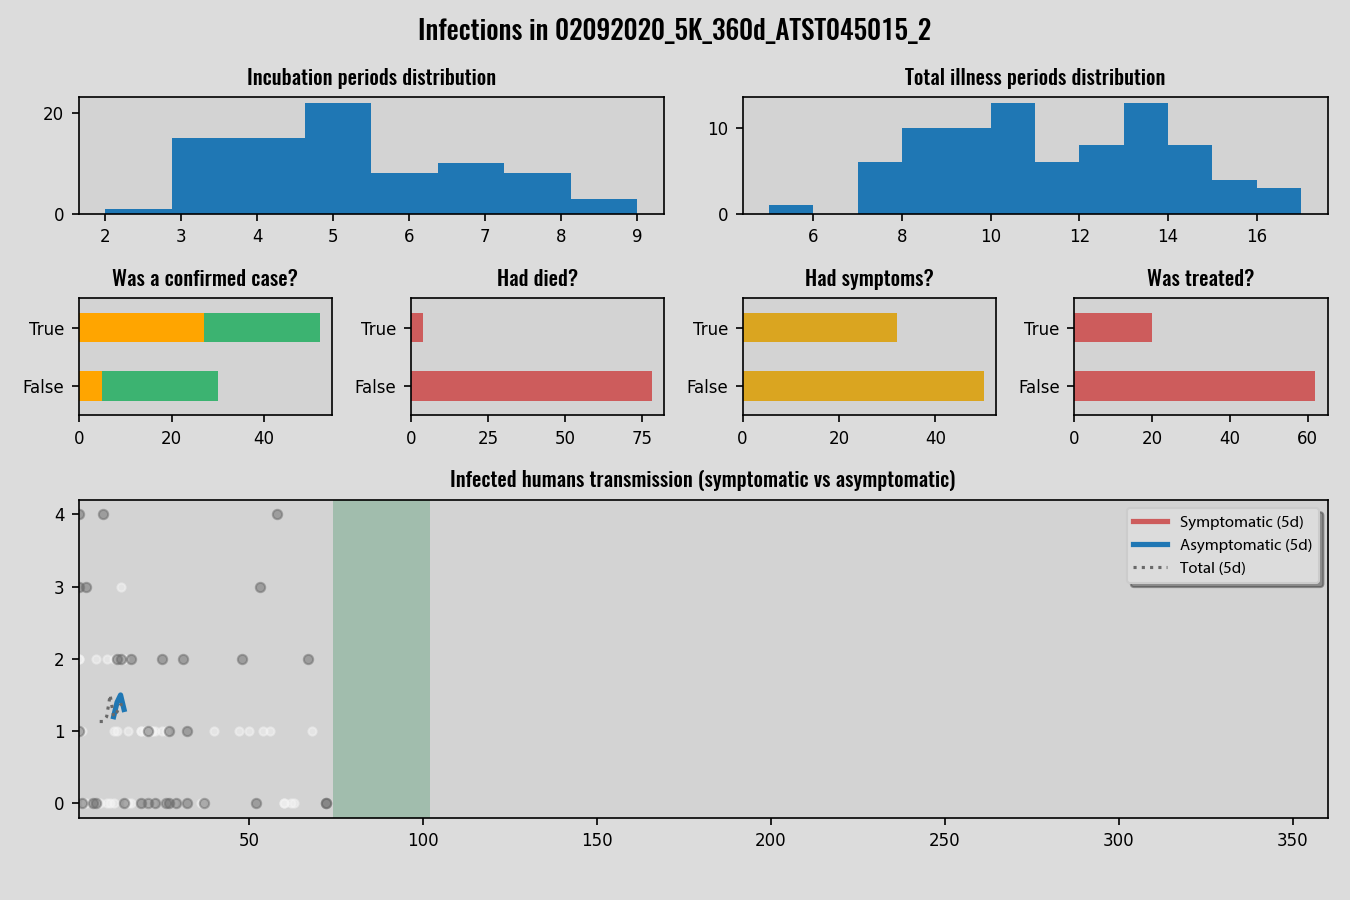 Infections in 02092020_5K_360d_ATST045015_2
Incubation periods distribution
20
0
2 3 4 5 6 7 8 9
Total illness periods distribution
10
0
6 8 10 12 14 16
Was a confirmed case?
True
False
0 20 40
Had died?
True
False
0 25 50 75
Had symptoms?
True
False
0 20 40
Was treated?
True
False
0 20 40 60
Infected humans transmission (symptomatic vs asymptomatic)
4
3
2
1
0
50 100 150 200 250 300 350
Symptomatic (5d)
Asymptomatic (5d)
Total (5d)